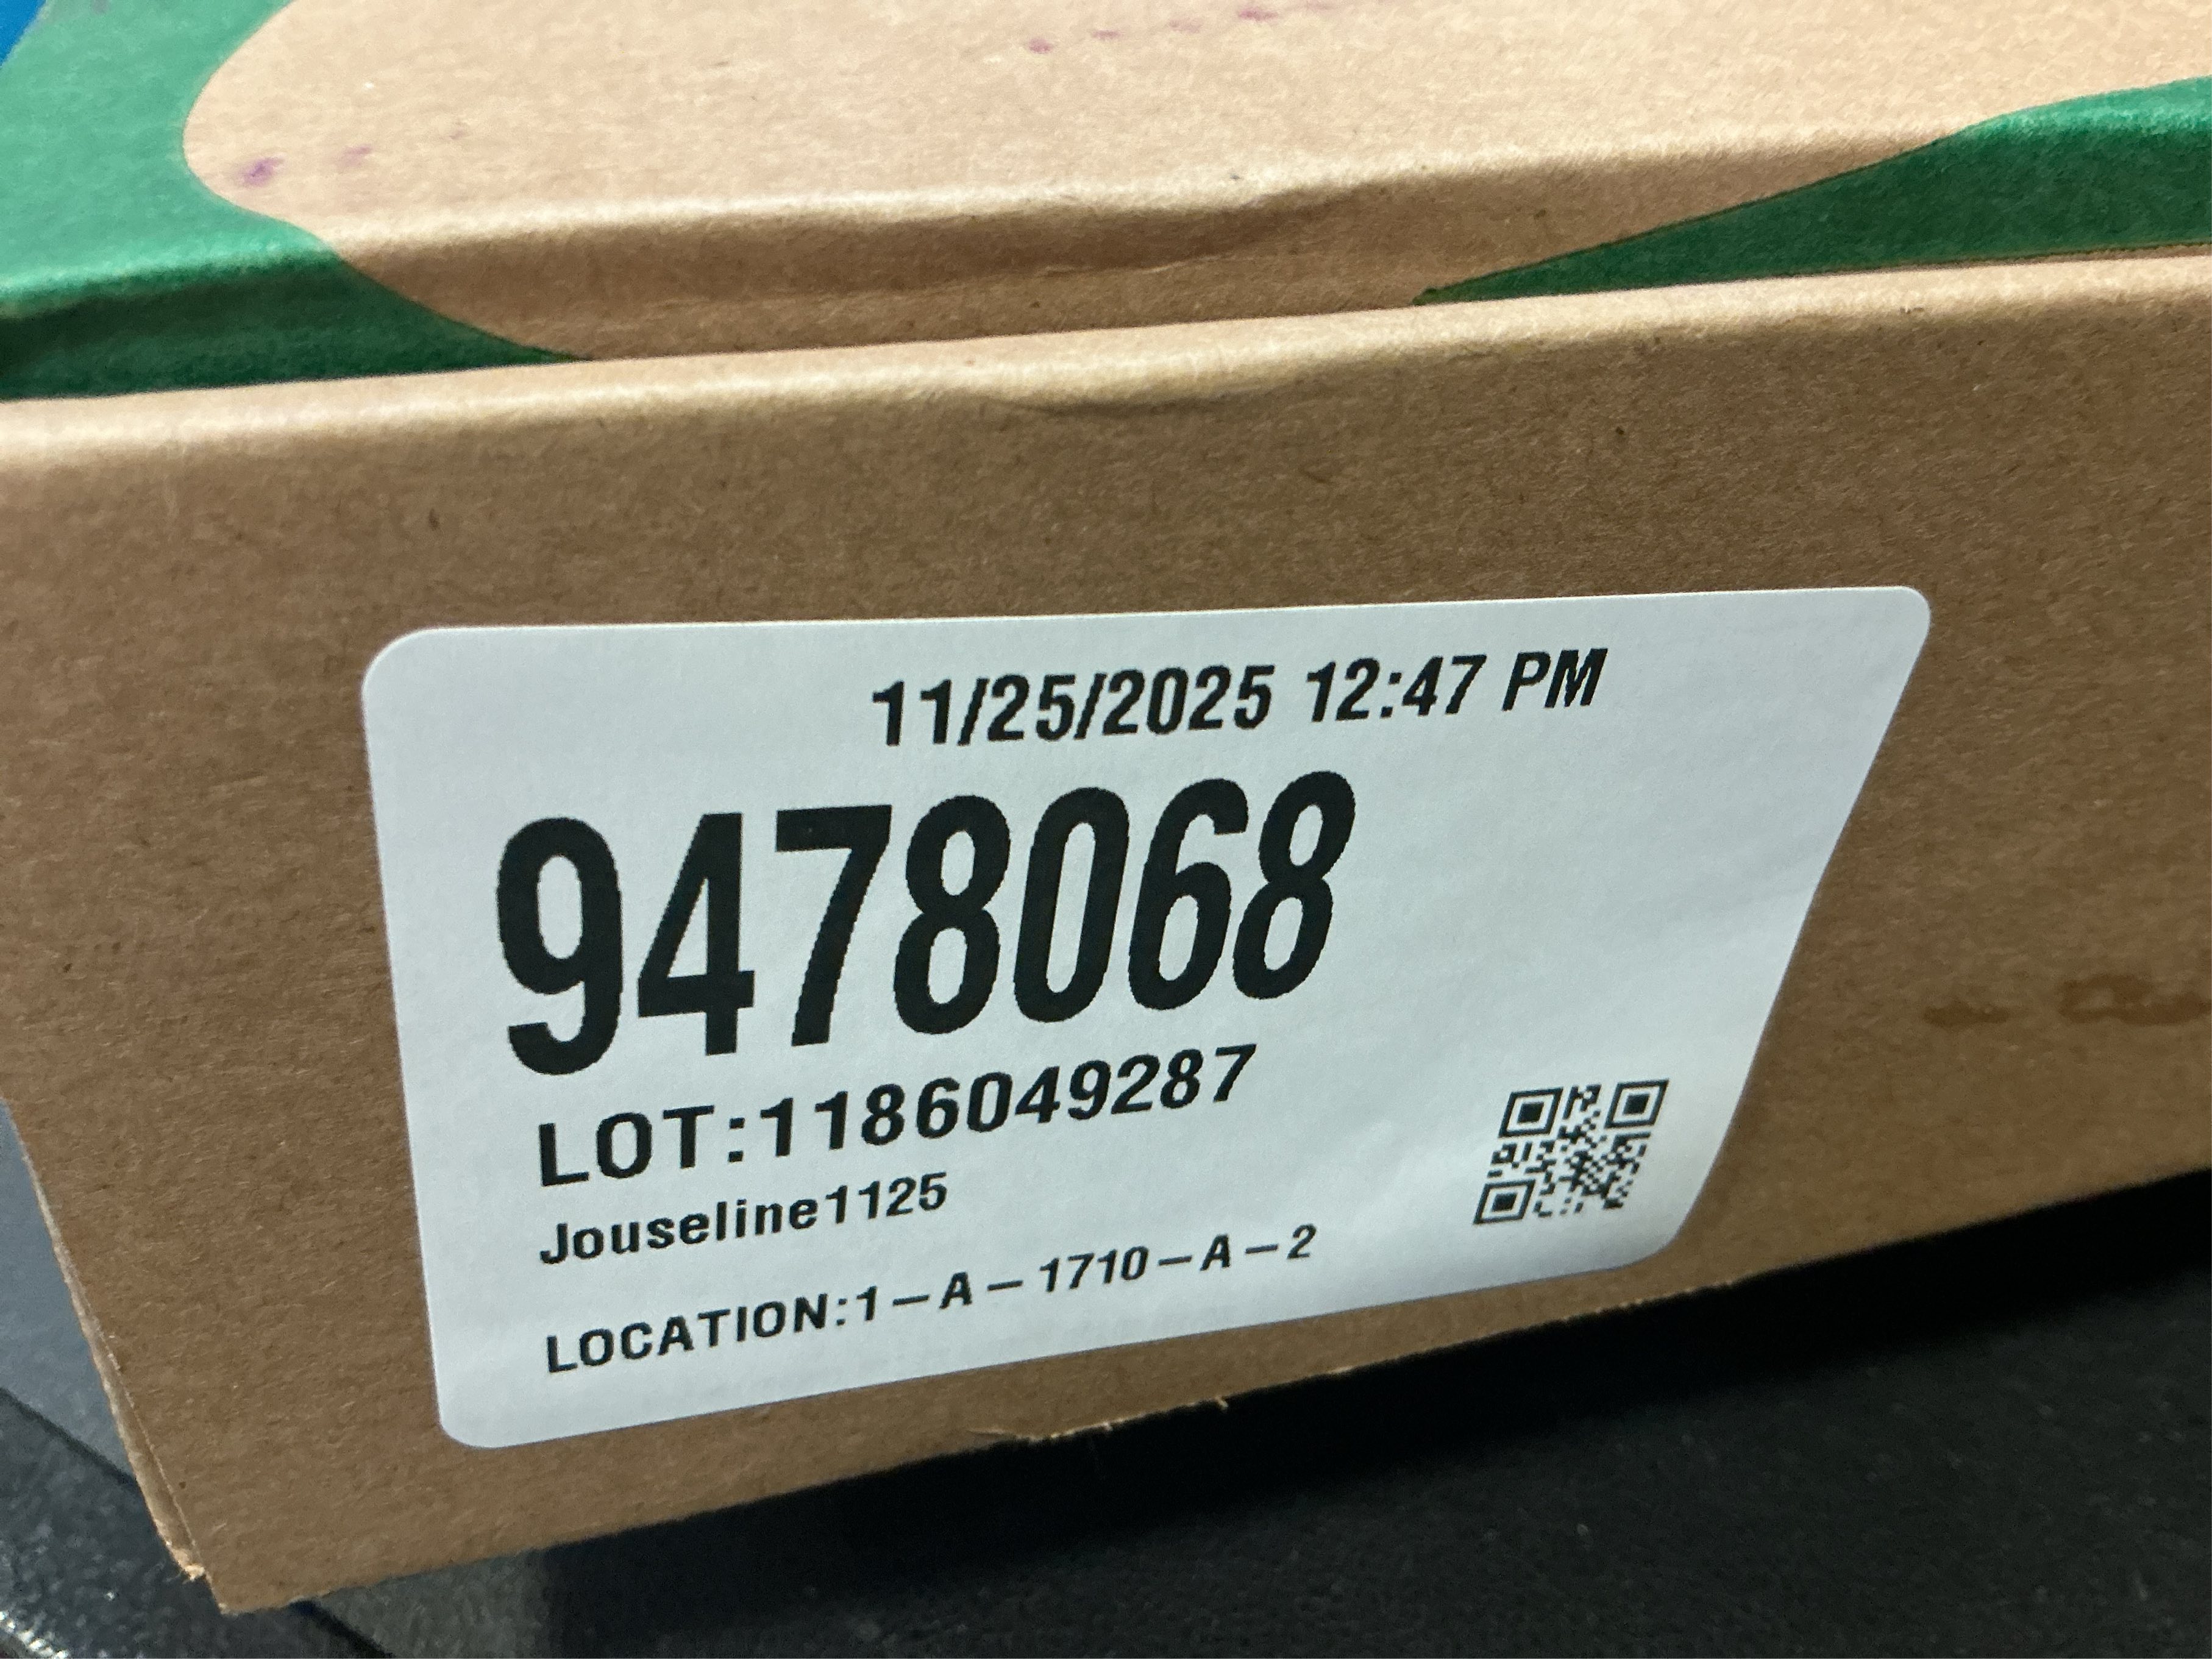 11/25/2025 12:47 PM
9478068
LOT:1186049287
Jouseline1125
LOCATION:1-A-1710-A-2